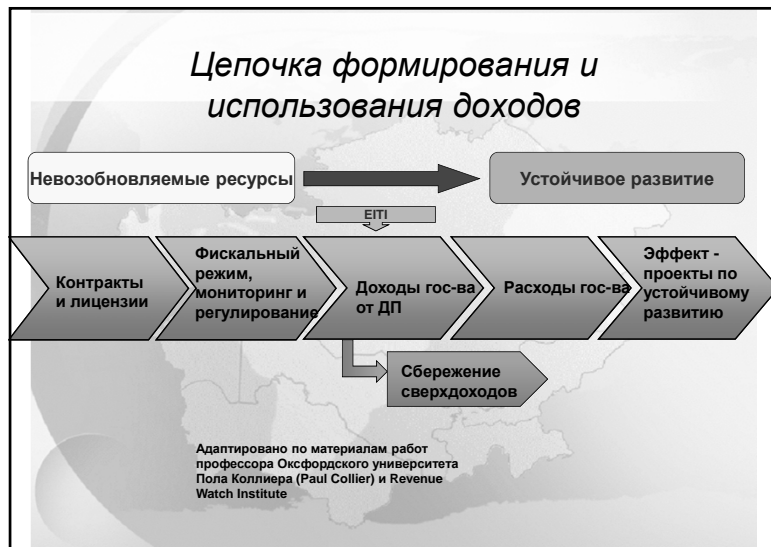 Цепочка формирования и
использования доходов
Невозобновляемые ресурсы
Устойчивое развитие
EITI
Контракты
и лицензии
Фискальный
режим,
мониторинг и
регулирование
Доходы гос-ва
от ДП
Расходы гос-ва
Эффект -
проекты по
устойчивому
развитию
Сбережение
сверхдоходов
Адаптировано по материалам работ
профессора Оксфордского университета
Пола Коллиера (Paul Collier) и Revenue
Watch Institute